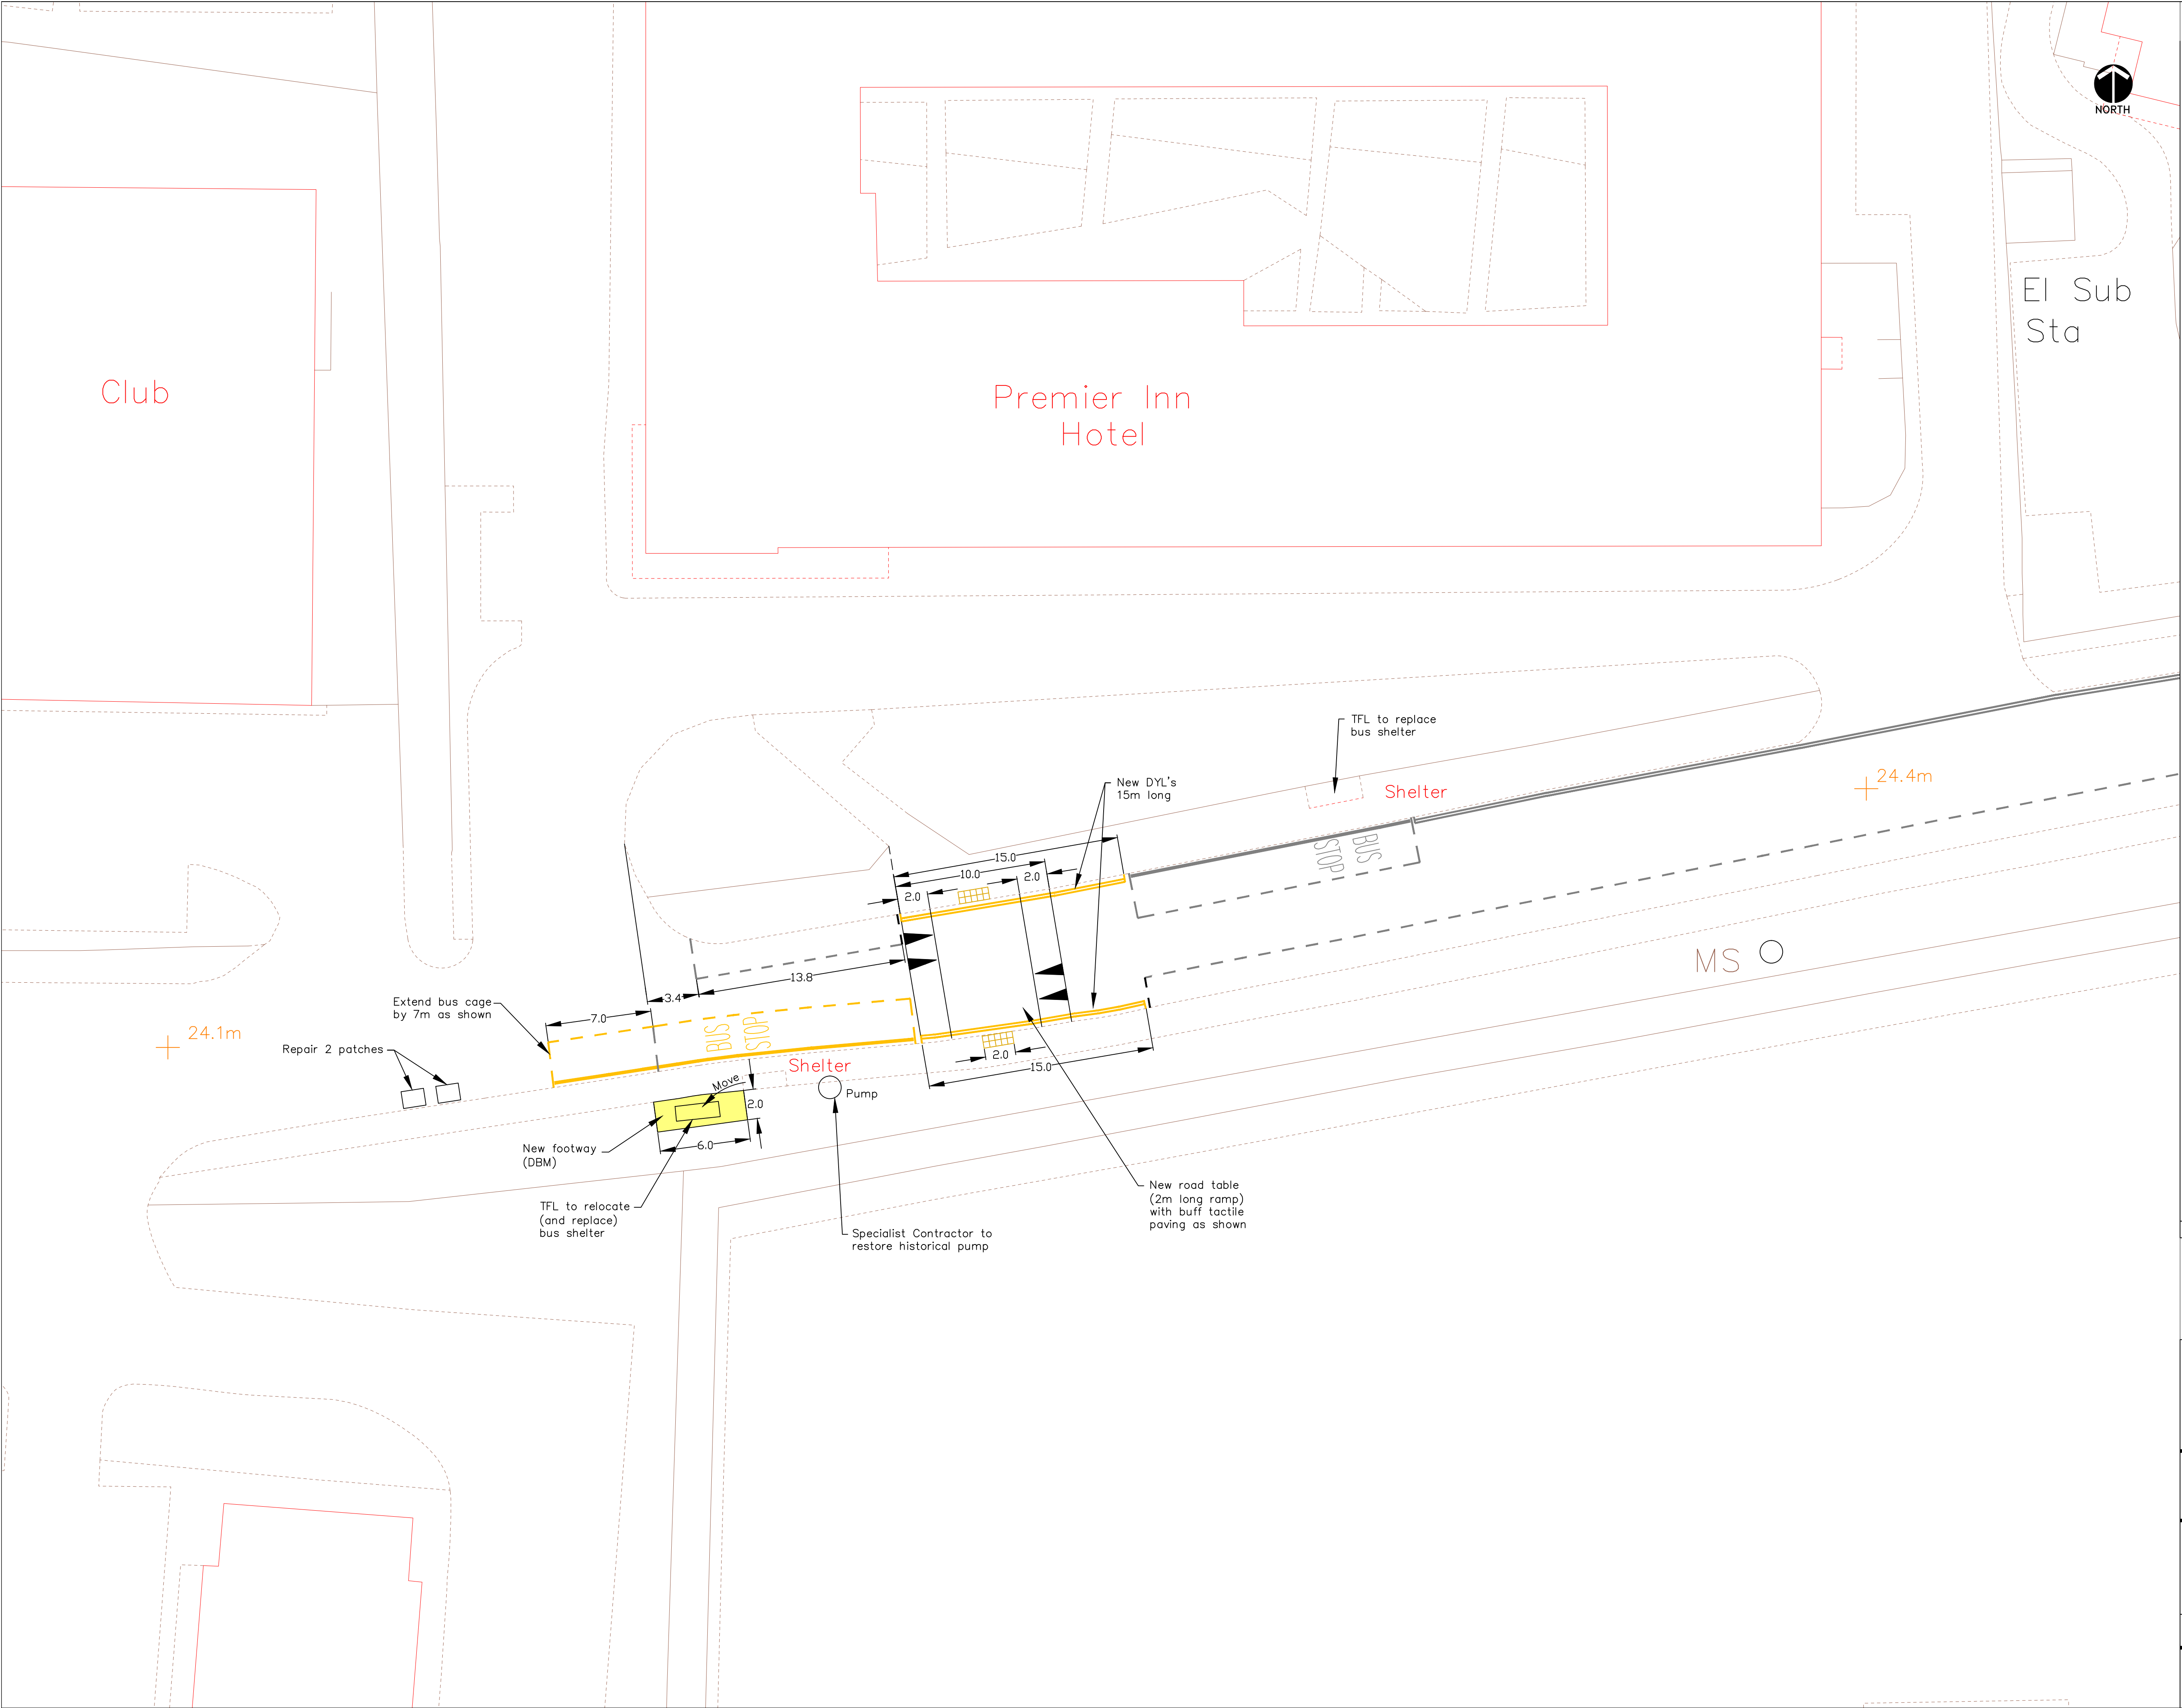 NORTH
El Sub
Sta
Club
Premier Inn
Hotel
TFL to replace
bus shelter
New DYL's
15m long
Shelter
24.4m
BUS
STOP
15.0
10.0
2.0
2.0
13.8
3.4
MS
Extend bus cage
by 7m as shown
7.0
24.1m
BUS
STOP
Repair 2 patches
Shelter
2.0
15.0
Move
Pump
2.0
6.0
New footway
(DBM)
TFL to relocate
(and replace)
bus shelter
Specialist Contractor to
restore historical pump
New road table
(2m long ramp)
with buff tactile
paving as shown